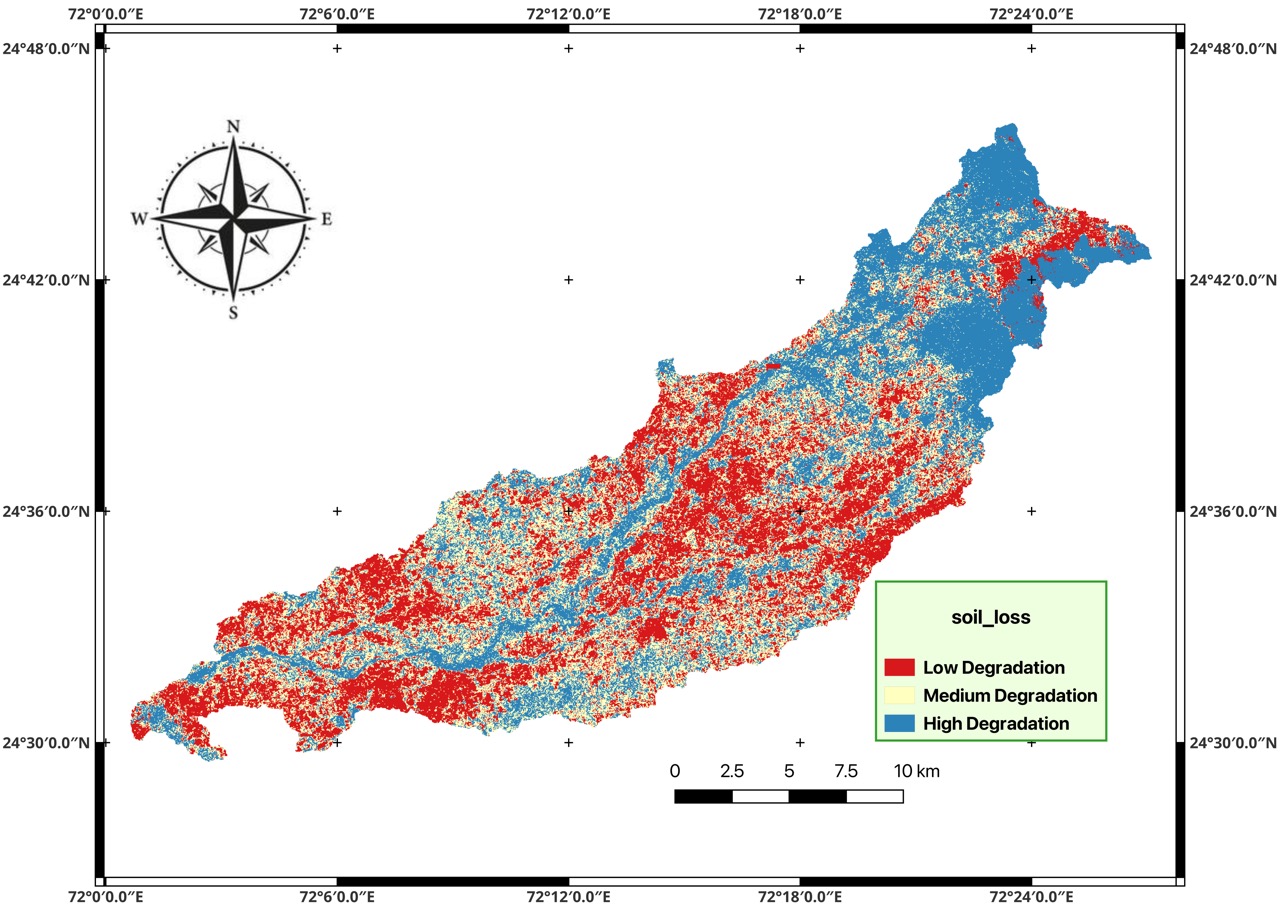 72°0′0.0″E 72°6′0.0″E 72°12′0.0″E 72°18′0.0″E 72°24′0.0″E
24°48′0.0″N 24°48′0.0″N
N
W E
S
24°42′0.0″N 24°42′0.0″N
24°36′0.0″N 24°36′0.0″N
soil_loss
Low Degradation
Medium Degradation
High Degradation
24°30′0.0″N 24°30′0.0″N
0 2.5 5 7.5 10 km
72°0′0.0″E 72°6′0.0″E 72°12′0.0″E 72°18′0.0″E 72°24′0.0″E